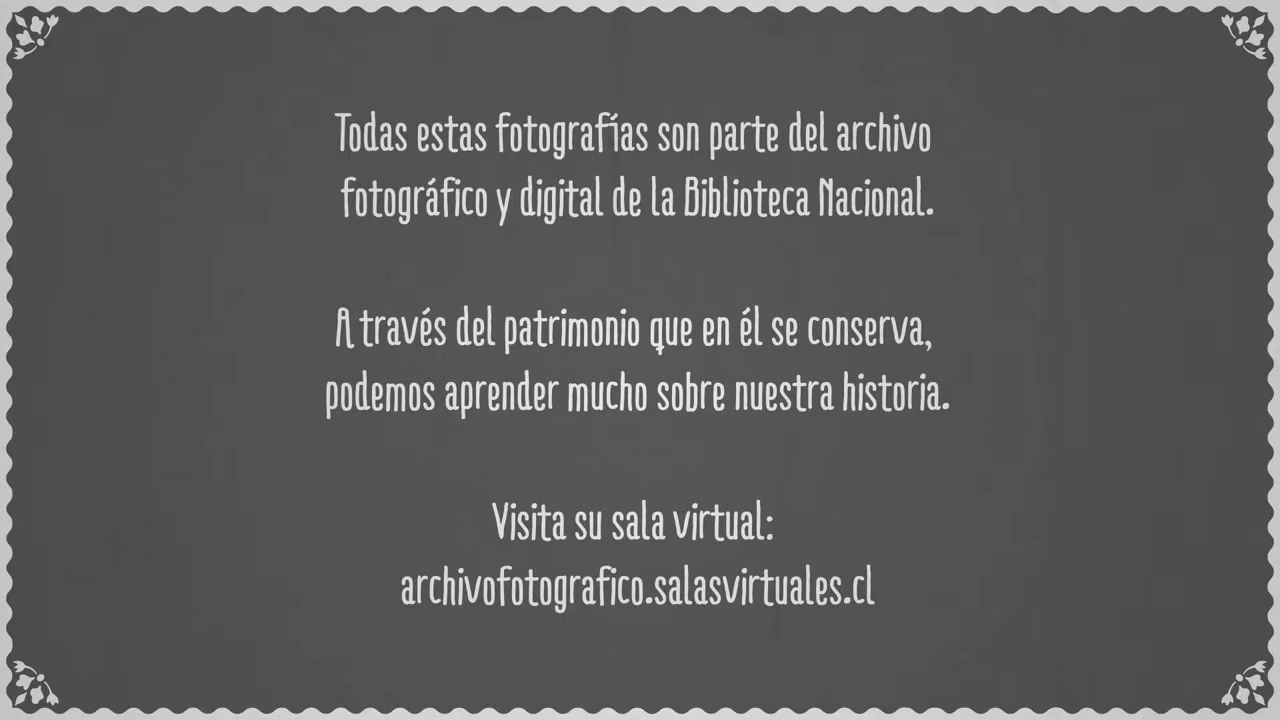 Todas estas fotografías son parte del archivo
fotográfico y digital de la Biblioteca Nacional.
A través del patrimonio que en él se conserva,
podemos aprender mucho sobre nuestra historia.
Visita su sala virtual:
archivofotografico.salasvirtuales.cl